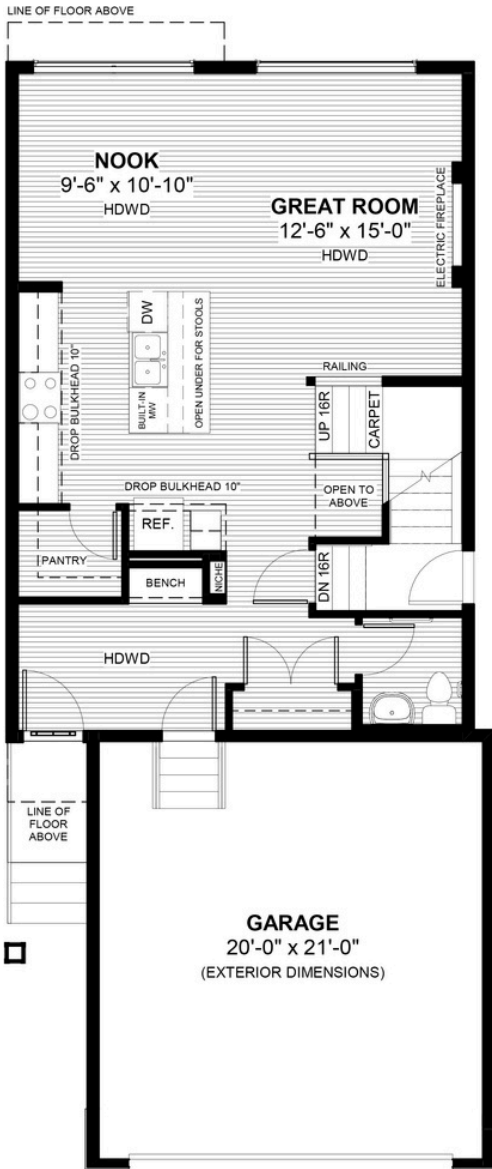 LINE OF FLOOR ABOVE
NOOK
9'-6" x 10'-10"
HDWD
GREAT ROOM
12'-6" x 15'-0"
HDWD
ELECTRIC FIREPLACE
DW
BUILT-IN
MW
OPEN UNDER FOR STOOLS
DROP BULKHEAD 10"
RAILING
UP 16R
CARPET
DROP BULKHEAD 10"
OPEN TO
ABOVE
REF.
PANTRY
BENCH
NICHE
DN 16R
HDWD
LINE OF
FLOOR
ABOVE
GARAGE
20'-0" x 21'-0"
(EXTERIOR DIMENSIONS)